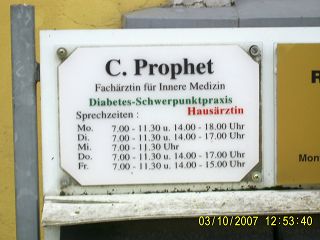 C. Prophet
Fachärztin für Innere Medizin
Diabetes-Schwerpunktpraxis
Hausärztin
Sprechzeiten :
Mo. 7.00 - 11.30 u. 14.00 - 18.00 Uhr
Di. 7.00 - 11.30 u. 14.00 - 17.00 Uhr
Mi. 7.00 - 11.30 Uhr
Do. 7.00 - 11.30 u. 14.00 - 17.00 Uhr
Fr. 7.00 - 11.30 u. 14.00 - 15.00 Uhr
03/10/2007 12:53:40